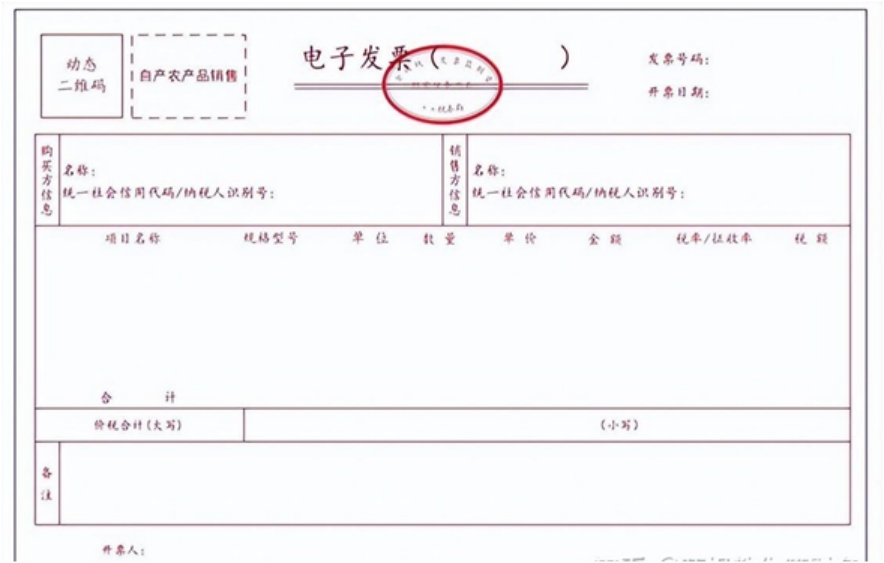 动态
二维码
自产农产品销售
电子发票（ ）
发票号码:
开票日期:
购买方信息
名称:
统一社会信用代码/纳税人识别号:
销售方信息
名称:
统一社会信用代码/纳税人识别号:
项目名称 规格型号 单位 数量 单价 金额 税率/征收率 税额
合计
价税合计(大写) (小写)
备注
开票人: